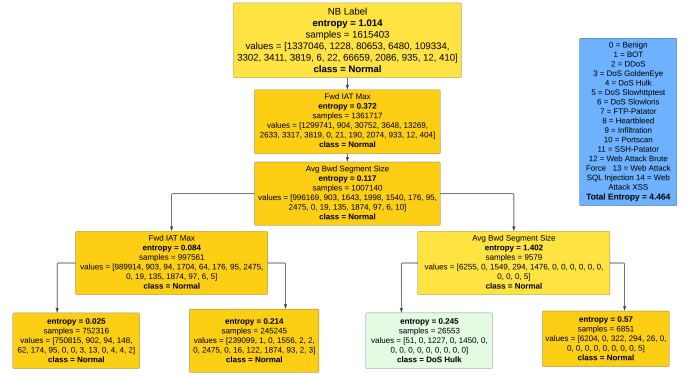 NB Label
entropy = 1.014
samples = 1615403
values = [1337046, 1228, 80653, 6480, 109334,
3302, 3411, 3819, 6, 22, 66659, 2086, 935, 12, 410]
class = Normal
0 = Benign
1 = BOT
2 = DDoS
3 = DoS GoldenEye
4 = DoS Hulk
5 = DoS Slowhttptest
6 = DoS Slowloris
7 = FTP-Patator
8 = Heartbleed
9 = Infiltration
10 = Portscan
11 = SSH-Patator
12 = Web Attack Brute
Force 13 = Web Attack
SQL Injection 14 = Web
Attack XSS
Total Entropy = 4.464
Fwd IAT Max
entropy = 0.372
samples = 1361717
values = [1299741, 904, 30752, 3648, 13269,
2633, 3317, 3819, 0, 21, 190, 2074, 933, 12, 404]
class = Normal
Avg Bwd Segment Size
entropy = 0.117
samples = 1007140
values = [996169, 903, 1643, 1998, 1540, 176, 95,
2475, 0, 19, 135, 1874, 97, 6, 10]
class = Normal
Fwd IAT Max
entropy = 0.084
samples = 997561
values = [989914, 903, 94, 1704, 64, 176, 95, 2475,
0, 19, 135, 1874, 97, 6, 5]
class = Normal
Avg Bwd Segment Size
entropy = 1.402
samples = 9579
values = [6255, 0, 1549, 294, 1476, 0, 0, 0, 0, 0, 0,
0, 0, 0, 5]
class = Normal
entropy = 0.025
samples = 752316
values = [750815, 902, 94, 148,
62, 174, 95, 0, 0, 3, 13, 0, 4, 4, 2]
class = Normal
entropy = 0.214
samples = 245245
values = [239099, 1, 0, 1556, 2, 2,
0, 2475, 0, 16, 122, 1874, 93, 2, 3]
class = Normal
entropy = 0.245
samples = 26553
values = [51, 0, 1227, 0, 1450, 0,
0, 0, 0, 0, 0, 0, 0, 0, 0]
class = DoS Hulk
entropy = 0.57
samples = 6851
values = [6204, 0, 322, 294, 26, 0,
0, 0, 0, 0, 0, 0, 0, 0, 5]
class = Normal